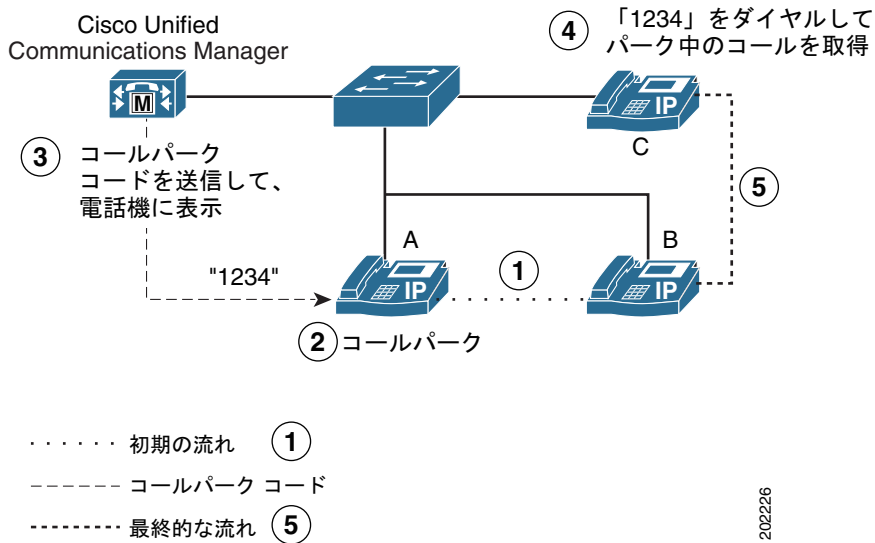 Cisco Unified
Communications Manager
M
④ 「1234」をダイヤルして
パーク中のコールを取得
IP
C
③ コールパーク
コードを送信して、
電話機に表示
⑤
A
B
"1234"
①
IP
IP
② コールパーク
初期の流れ ①
コールパーク コード
最終的な流れ ⑤
202226